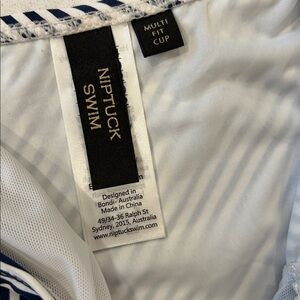 MULTI
FIT
CUP
NIPTUCK
SWIM
Designed in
Bondi- Australia
Made in China
49/34-36 Ralph St
Sydney, 2015, Australia
www.niptuckswim.com